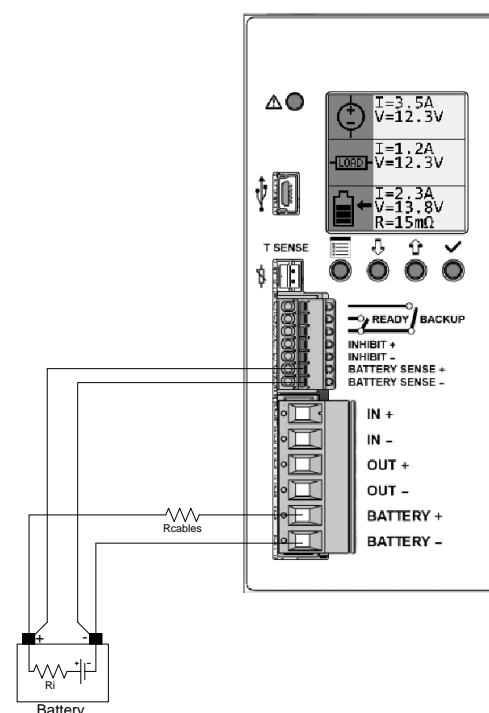 I=3.5A
V=12.3V
I=1.2A
LOAD
V=12.3V
I=2.3A
V=13.8V
R=15mΩ
T SENSE
READY
BACKUP
INHIBIT +
INHIBIT –
BATTERY SENSE +
BATTERY SENSE –
IN +
IN –
OUT +
OUT –
BATTERY +
Rcables
BATTERY –
+ -
+ -
Ri
Battery